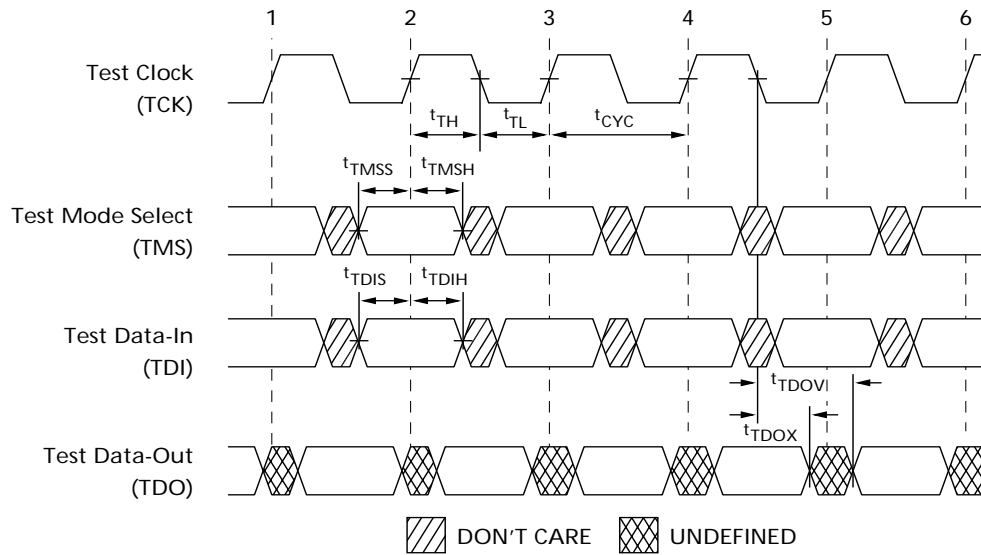 1 2 3 4 5 6
Test Clock
(TCK)
tTH tTL tCYC
tTMSS tTMSH
Test Mode Select
(TMS)
tTDIS tTDIH
Test Data-In
(TDI)
tTDOV
tTDOX
Test Data-Out
(TDO)
DON'T CARE UNDEFINED